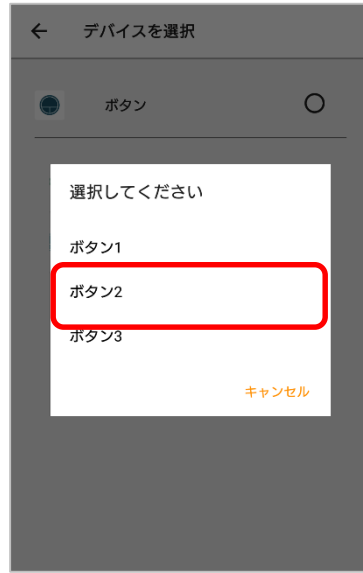 デバイスを選択
ボタン
選択してください
ボタン1
ボタン2
ボタン3
キャンセル